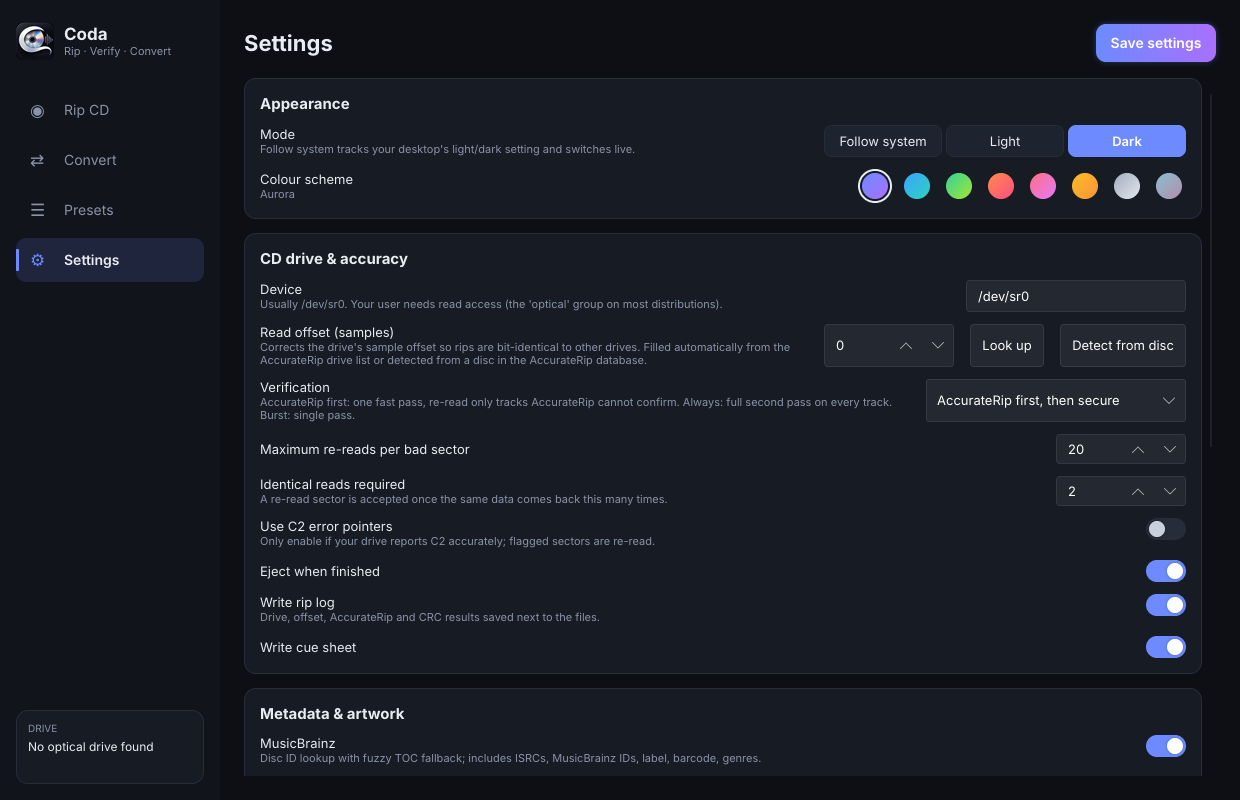 Coda
Rip · Verify · Convert
Rip CD
Convert
Presets
Settings
DRIVE
No optical drive found
Settings
Save settings
Appearance
Mode
Follow system tracks your desktop's light/dark setting and switches live.
Follow system
Light
Dark
Colour scheme
Aurora
CD drive & accuracy
Device
Usually /dev/sr0. Your user needs read access (the 'optical' group on most distributions).
/dev/sr0
Read offset (samples)
Corrects the drive's sample offset so rips are bit-identical to other drives. Filled automatically from the
AccurateRip drive list or detected from a disc in the AccurateRip database.
0
Look up
Detect from disc
Verification
AccurateRip first: one fast pass, re-read only tracks AccurateRip cannot confirm. Always: full second pass on every track.
Burst: single pass.
AccurateRip first, then secure
Maximum re-reads per bad sector
20
Identical reads required
A re-read sector is accepted once the same data comes back this many times.
2
Use C2 error pointers
Only enable if your drive reports C2 accurately; flagged sectors are re-read.
Eject when finished
Write rip log
Drive, offset, AccurateRip and CRC results saved next to the files.
Write cue sheet
Metadata & artwork
MusicBrainz
Disc ID lookup with fuzzy TOC fallback; includes ISRCs, MusicBrainz IDs, label, barcode, genres.